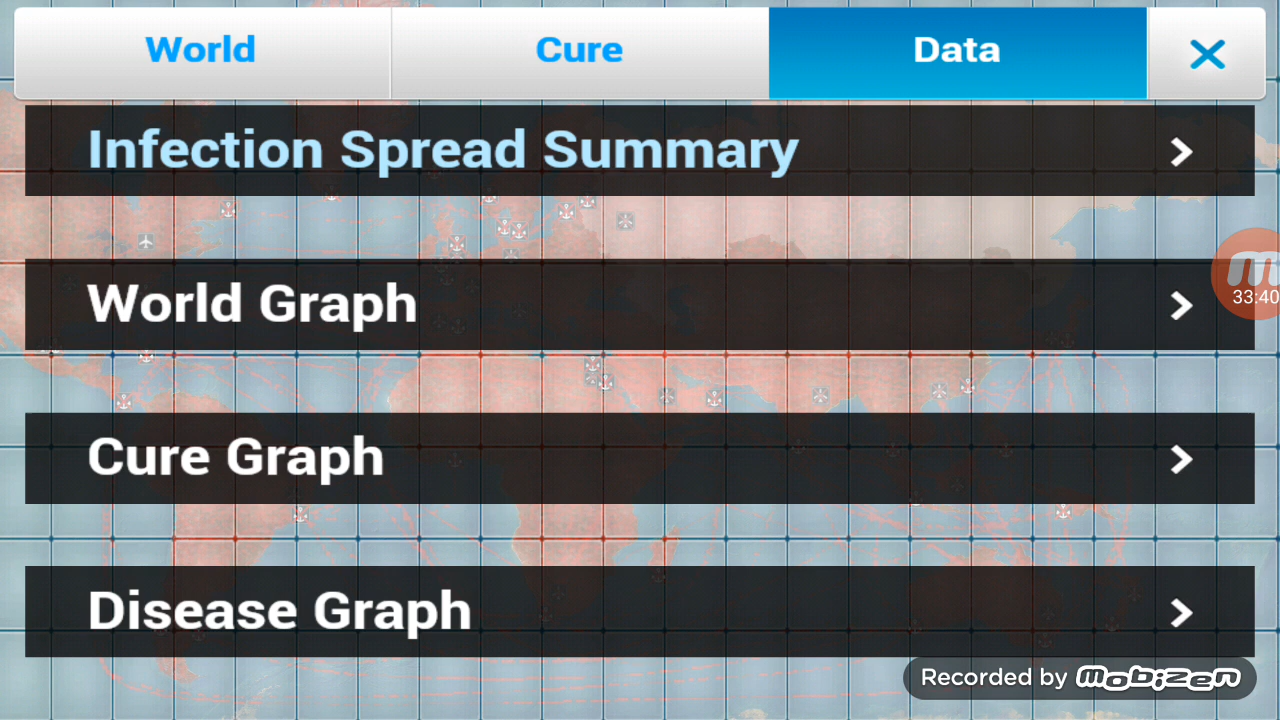 World
Cure
Data
Infection Spread Summary
World Graph
33:40
Cure Graph
Disease Graph
Recorded by mobizen